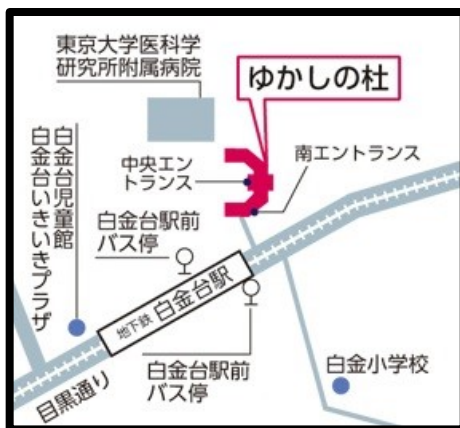 東京大学医科学
研究所附属病院
ゆかしの杜
中央エン
トランス
南エントランス
白金台児童館
白金台いきいきプラザ
白金台駅前
バス停
地下鉄 白金台駅
白金台駅前
バス停
目黒通り
白金小学校